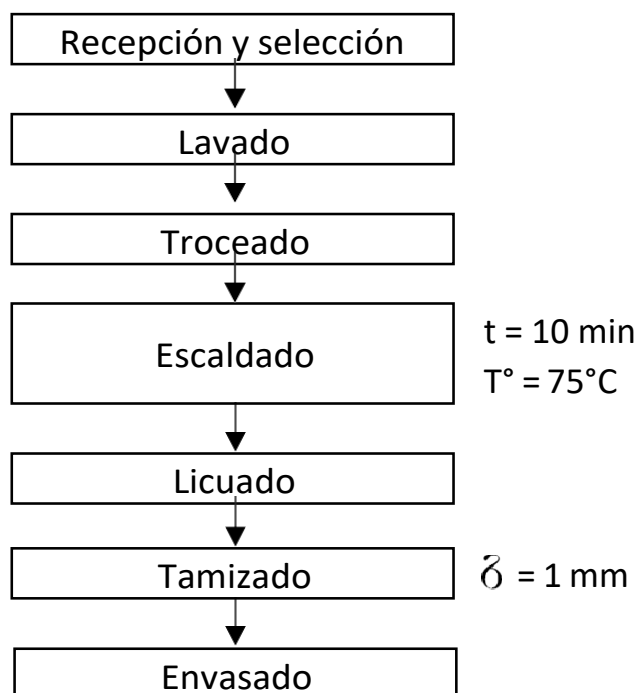 Recepción y selección
Lavado
Troceado
Escaldado
t = 10 min
T° = 75°C
Licuado
Tamizado
= 1 mm
Envasado